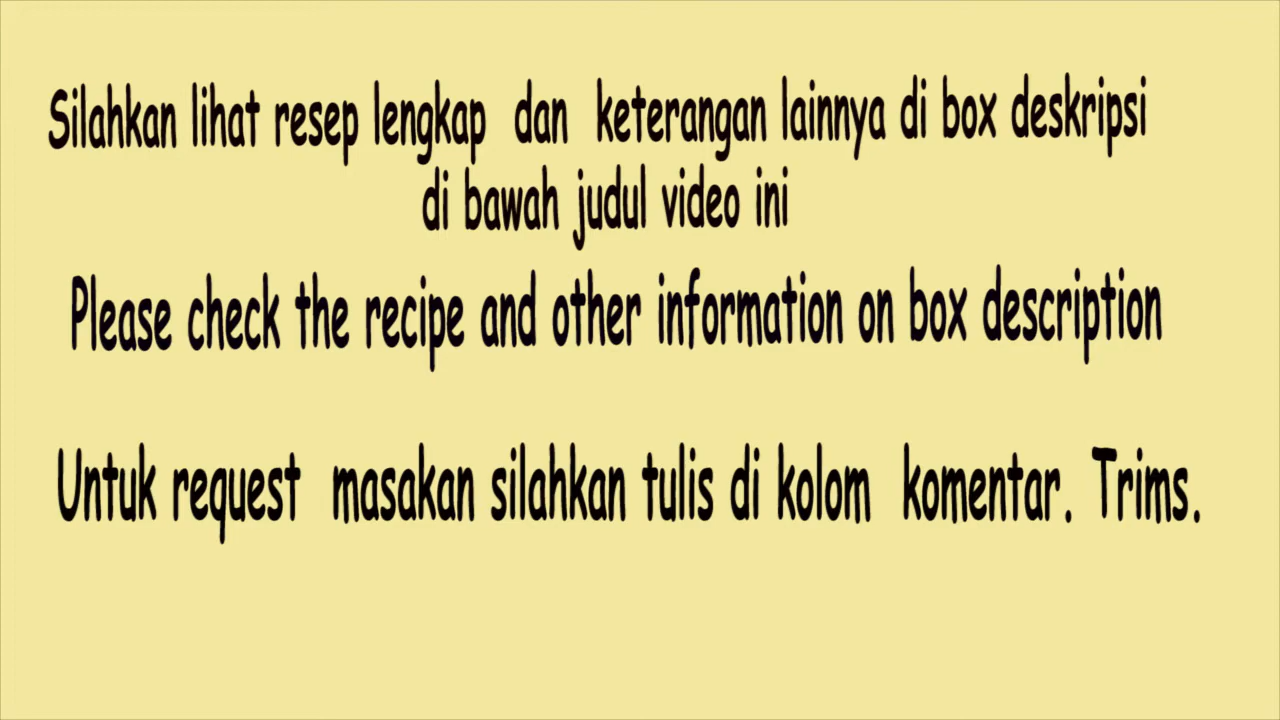 Silahkan lihat resep lengkap dan keterangan lainnya di box deskripsi
di bawah judul video ini
Please check the recipe and other information on box description
Untuk request masakan silahkan tulis di kolom komentar. Trims.